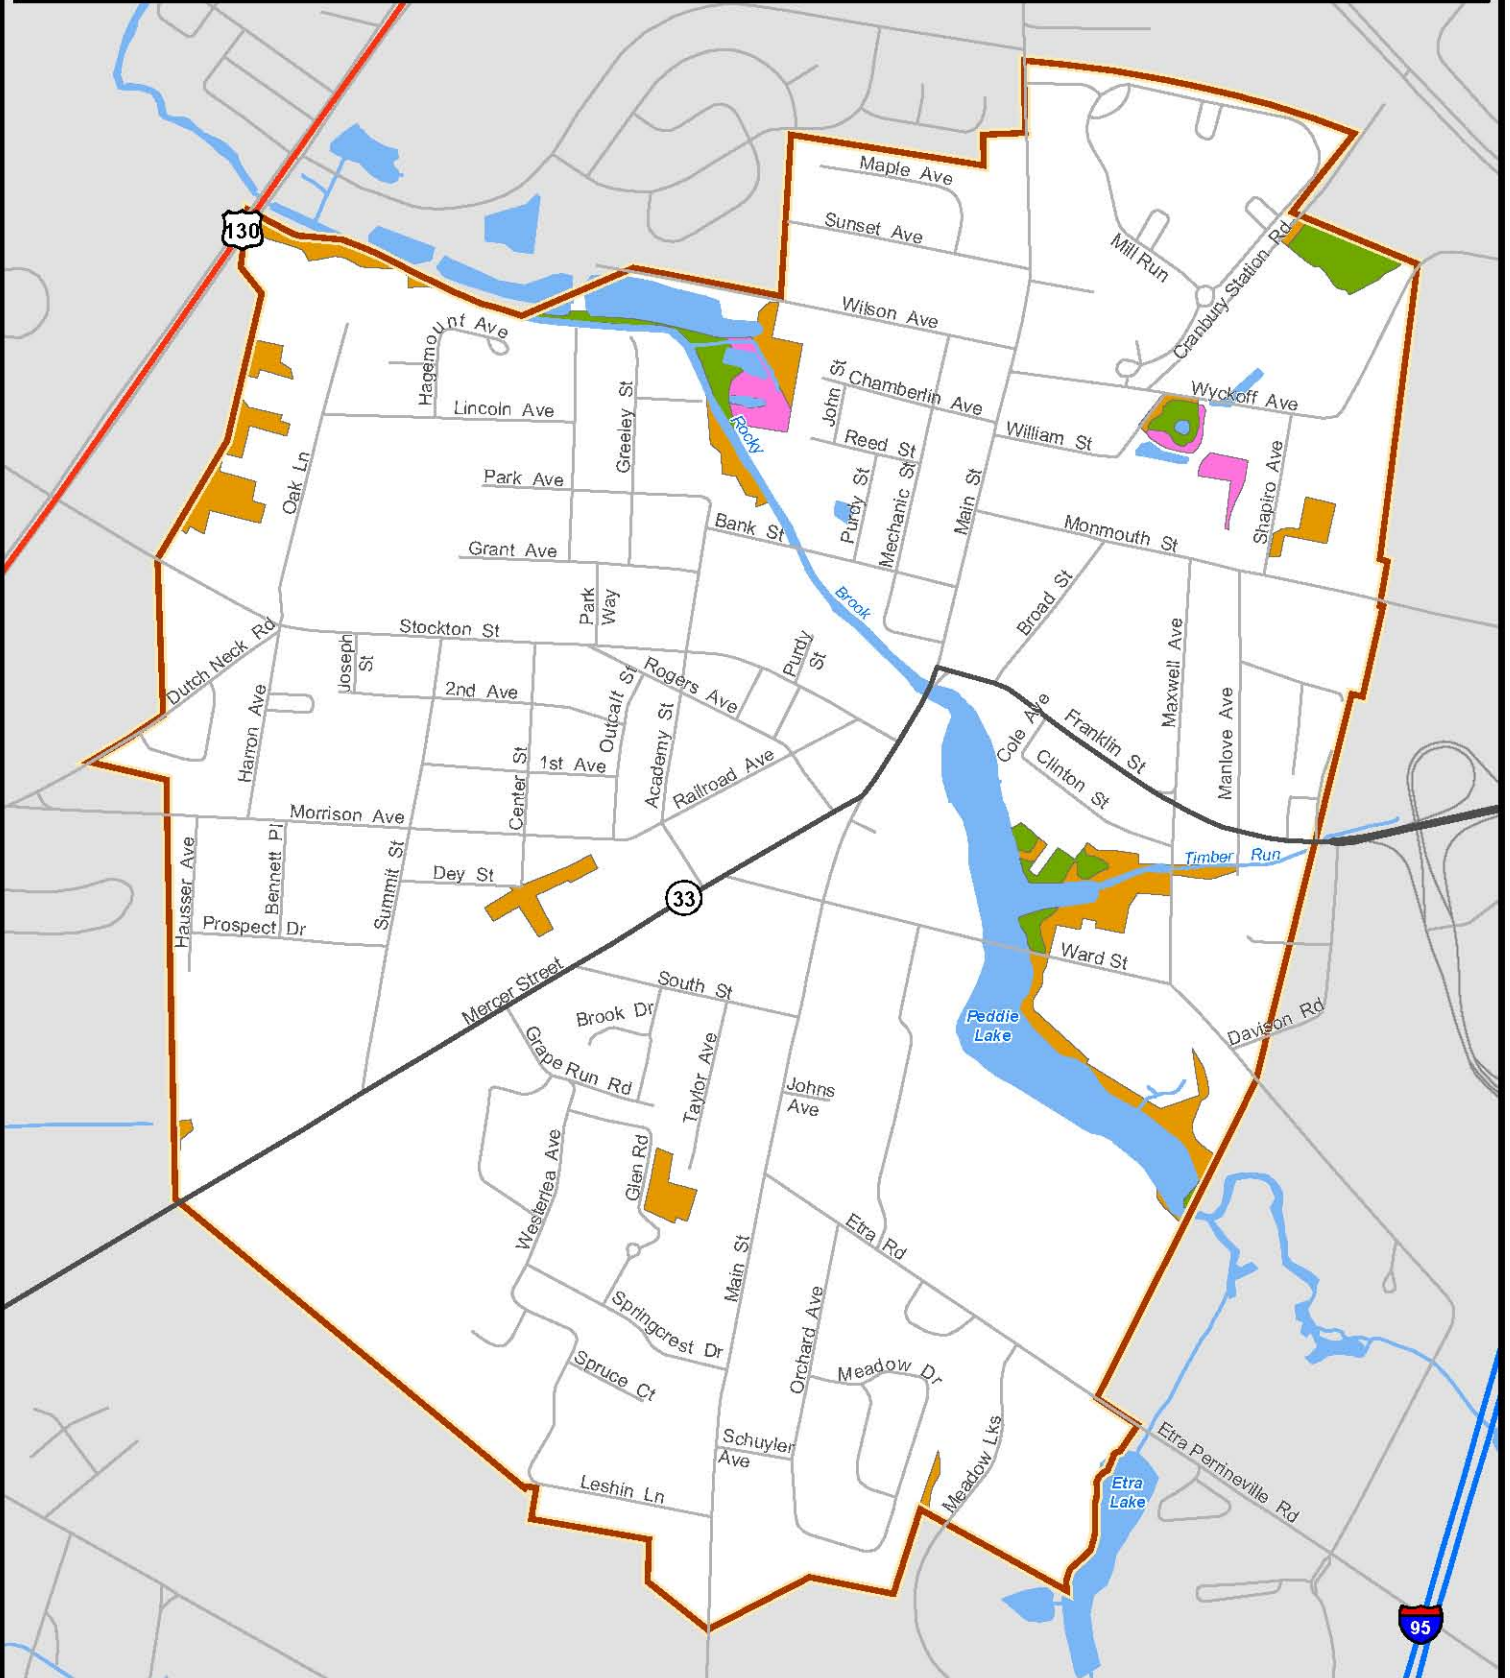 Maple Ave
130
Sunset Ave
Mill Run
Cranbury Station Rd
Wilson Ave
Hagemount Ave
John St
Chamberlin Ave
Wyckoff Ave
Lincoln Ave
Greeley St
Rocky
Reed St
William St
Oak Ln
Park Ave
Purdy St
Mechanic St
Main St
Shapiro Ave
Bank St
Monmouth St
Grant Ave
Park
Way
Brook
Broad St
Stockton St
Dutch Neck Rd
Joseph
St
Purdy
St
Maxwell Ave
2nd Ave
Outcalt St
Rogers Ave
Harron Ave
Academy St
Cole Ave
Franklin St
Manlove Ave
Center St
1st Ave
Railroad Ave
Clinton St
Morrison Ave
Hausser Ave
Bennett Pl
Summit St
Dey St
Timber Run
33
Prospect Dr
Ward St
Mercer Street
South St
Brook Dr
Peddie
Lake
Davison Rd
Grape Run Rd
Taylor Ave
Johns
Ave
Westerlea Ave
Glen Rd
Etra Rd
Main St
Springcrest Dr
Orchard Ave
Spruce Ct
Meadow Dr
Schuyler
Ave
Meadow Lks
Etra Perrineville Rd
Leshin Ln
Etra
Lake
95